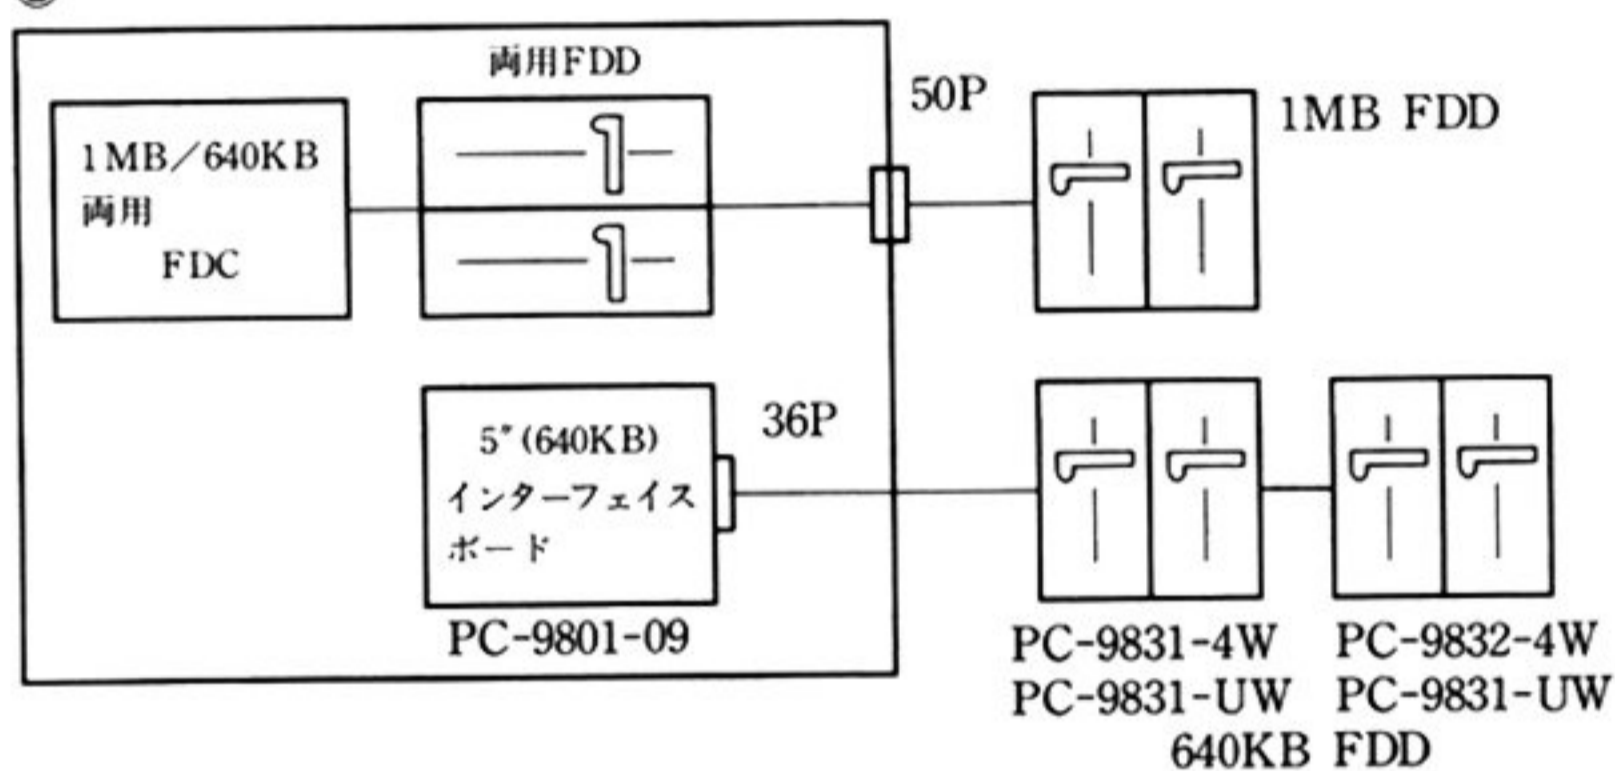 両用FDD
1MB/640KB
両用
FDC
50P
1MB FDD
5"(640KB)
インターフェイス
ボード
36P
PC-9801-09
PC-9831-4W
PC-9831-UW
PC-9832-4W
PC-9831-UW
640KB FDD